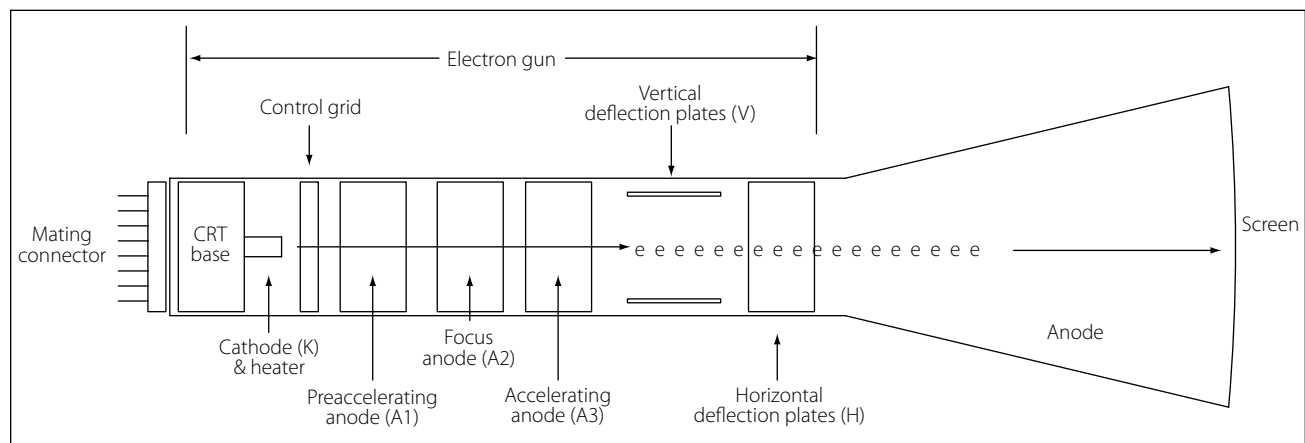 Electron gun
Control grid
Vertical
deflection plates (V)
Mating
connector
CRT
base
e e e e e e e e e e e e e e e e e e
Screen
Cathode (K)
& heater
Focus
anode (A2)
Anode
Preaccelerating
anode (A1)
Accelerating
anode (A3)
Horizontal
deflection plates (H)